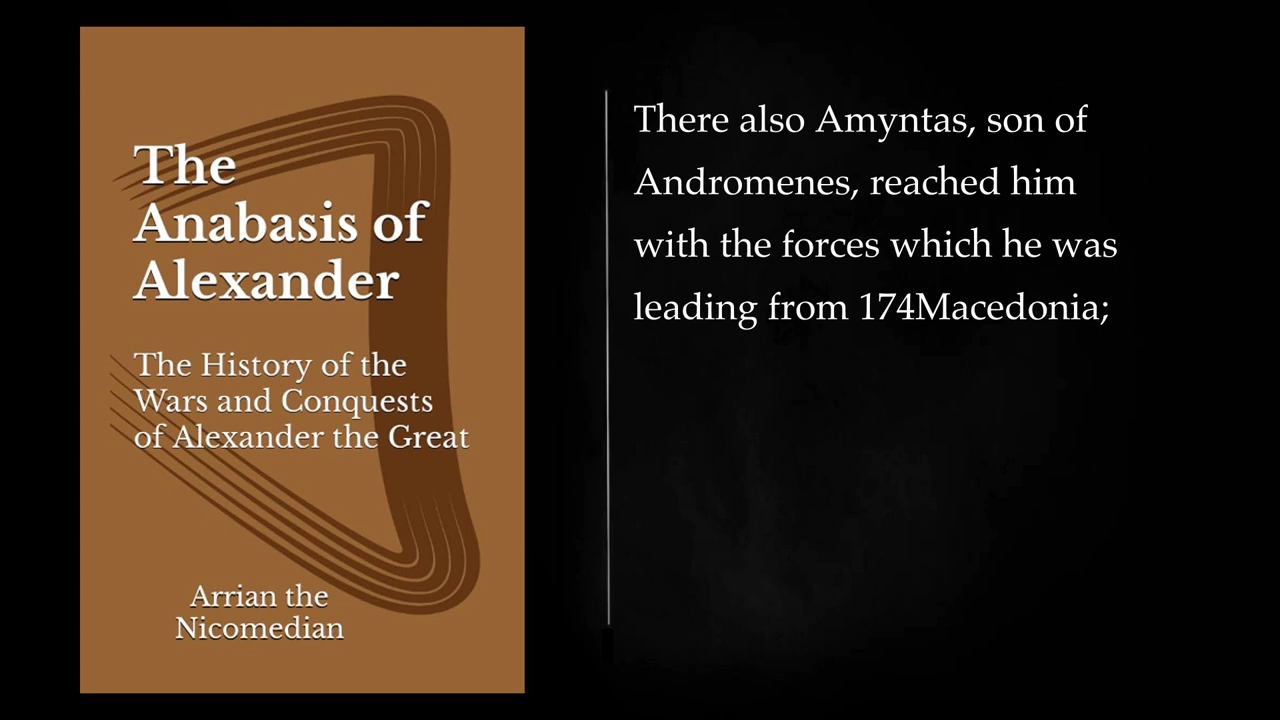 The
Anabasis of
Alexander
The History of the
Wars and Conquests
of Alexander the Great
Arrian the
Nicomedian
There also Amyntas, son of
Andromenes, reached him
with the forces which he was
leading from 174Macedonia;